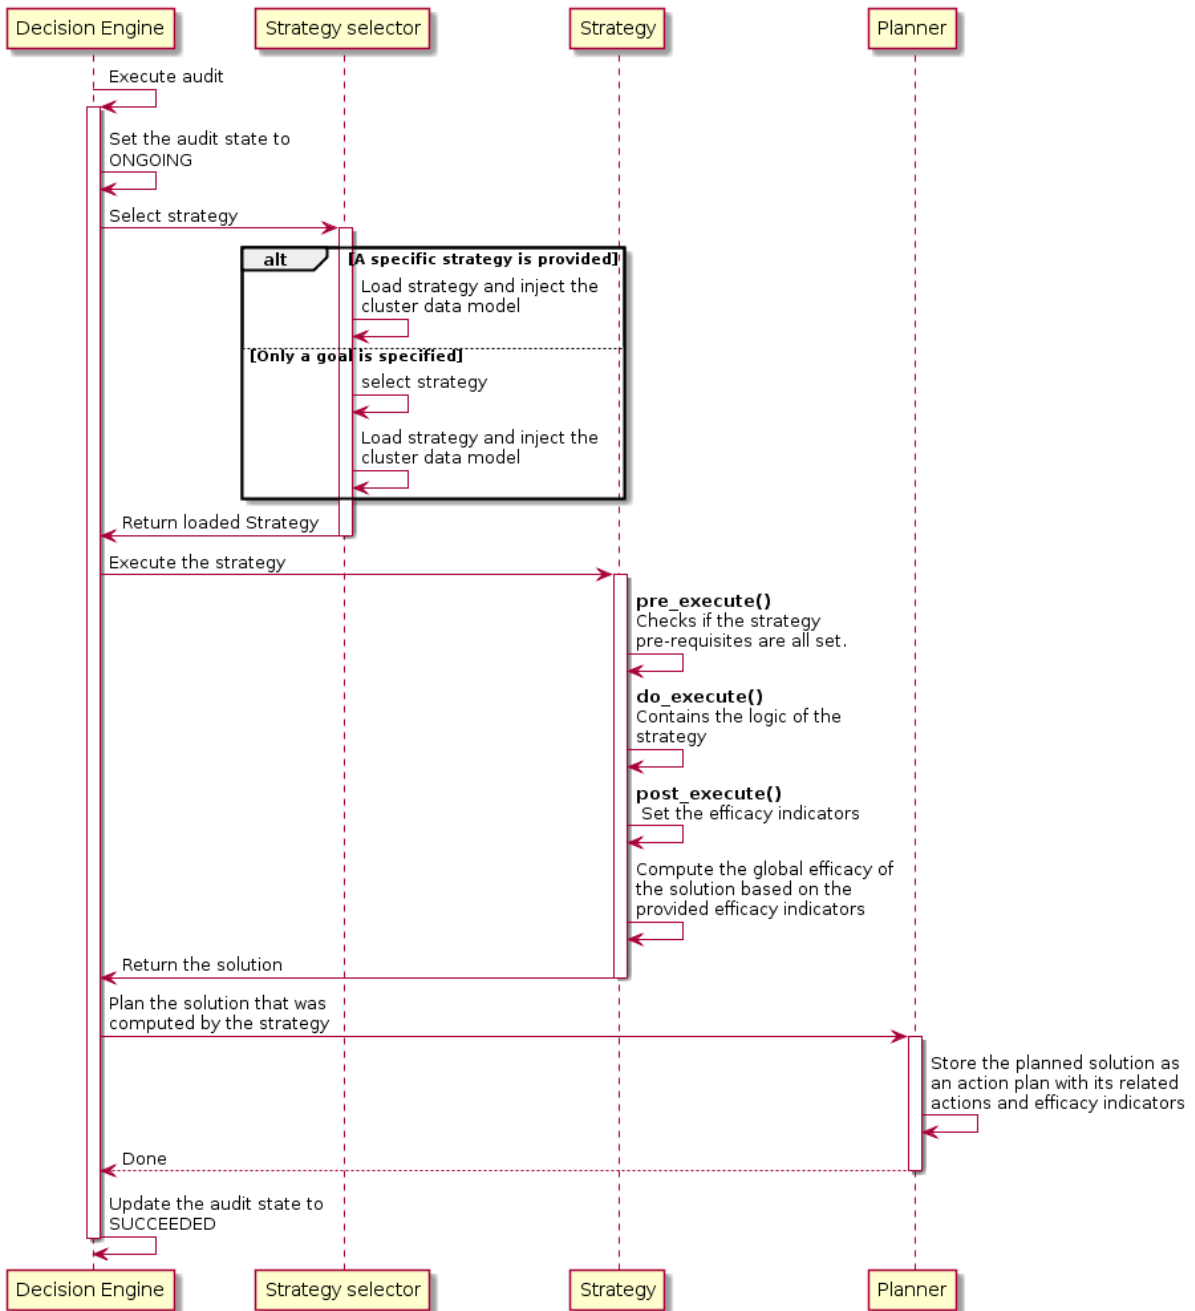 Decision Engine
Strategy selector
Strategy
Planner
Execute audit
Set the audit state to
ONGOING
Select strategy
alt
[A specific strategy is provided]
Load strategy and inject the
cluster data model
[Only a goal is specified]
select strategy
Load strategy and inject the
cluster data model
Return loaded Strategy
Execute the strategy
pre_execute()
Checks if the strategy
pre-requisites are all set.
do_execute()
Contains the logic of the
strategy
post_execute()
Set the efficacy indicators
Compute the global efficacy of
the solution based on the
provided efficacy indicators
Return the solution
Plan the solution that was
computed by the strategy
Store the planned solution as
an action plan with its related
actions and efficacy indicators
Done
Update the audit state to
SUCCEEDED
Decision Engine
Strategy selector
Strategy
Planner